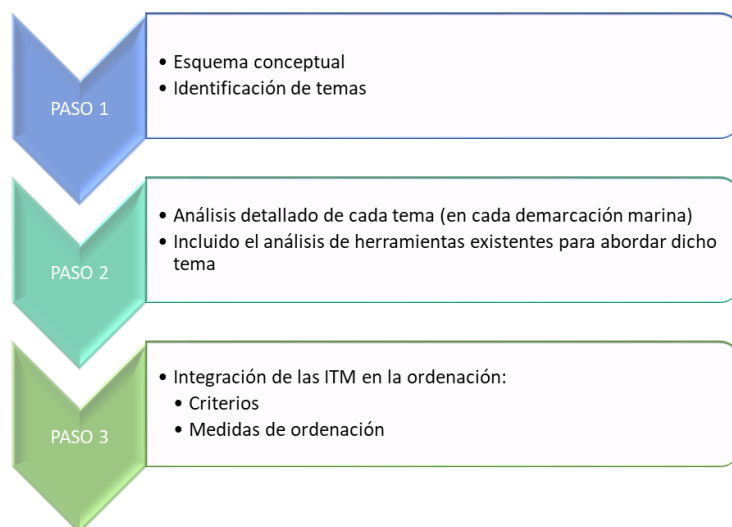 PASO 1
• Esquema conceptual
• Identificación de temas
PASO 2
• Análisis detallado de cada tema (en cada demarcación marina)
• Incluido el análisis de herramientas existentes para abordar dicho
tema
PASO 3
• Integración de las ITM en la ordenación:
• Criterios
• Medidas de ordenación